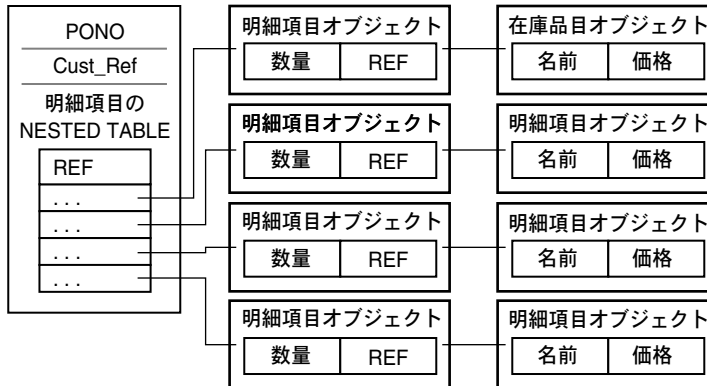 PONO
Cust_Ref
明細項目の
NESTED TABLE
REF
...
...
...
...
明細項目オブジェクト
数量 REF
在庫品目オブジェクト
名前 価格
明細項目オブジェクト
数量 REF
明細項目オブジェクト
名前 価格
明細項目オブジェクト
数量 REF
明細項目オブジェクト
名前 価格
明細項目オブジェクト
数量 REF
明細項目オブジェクト
名前 価格